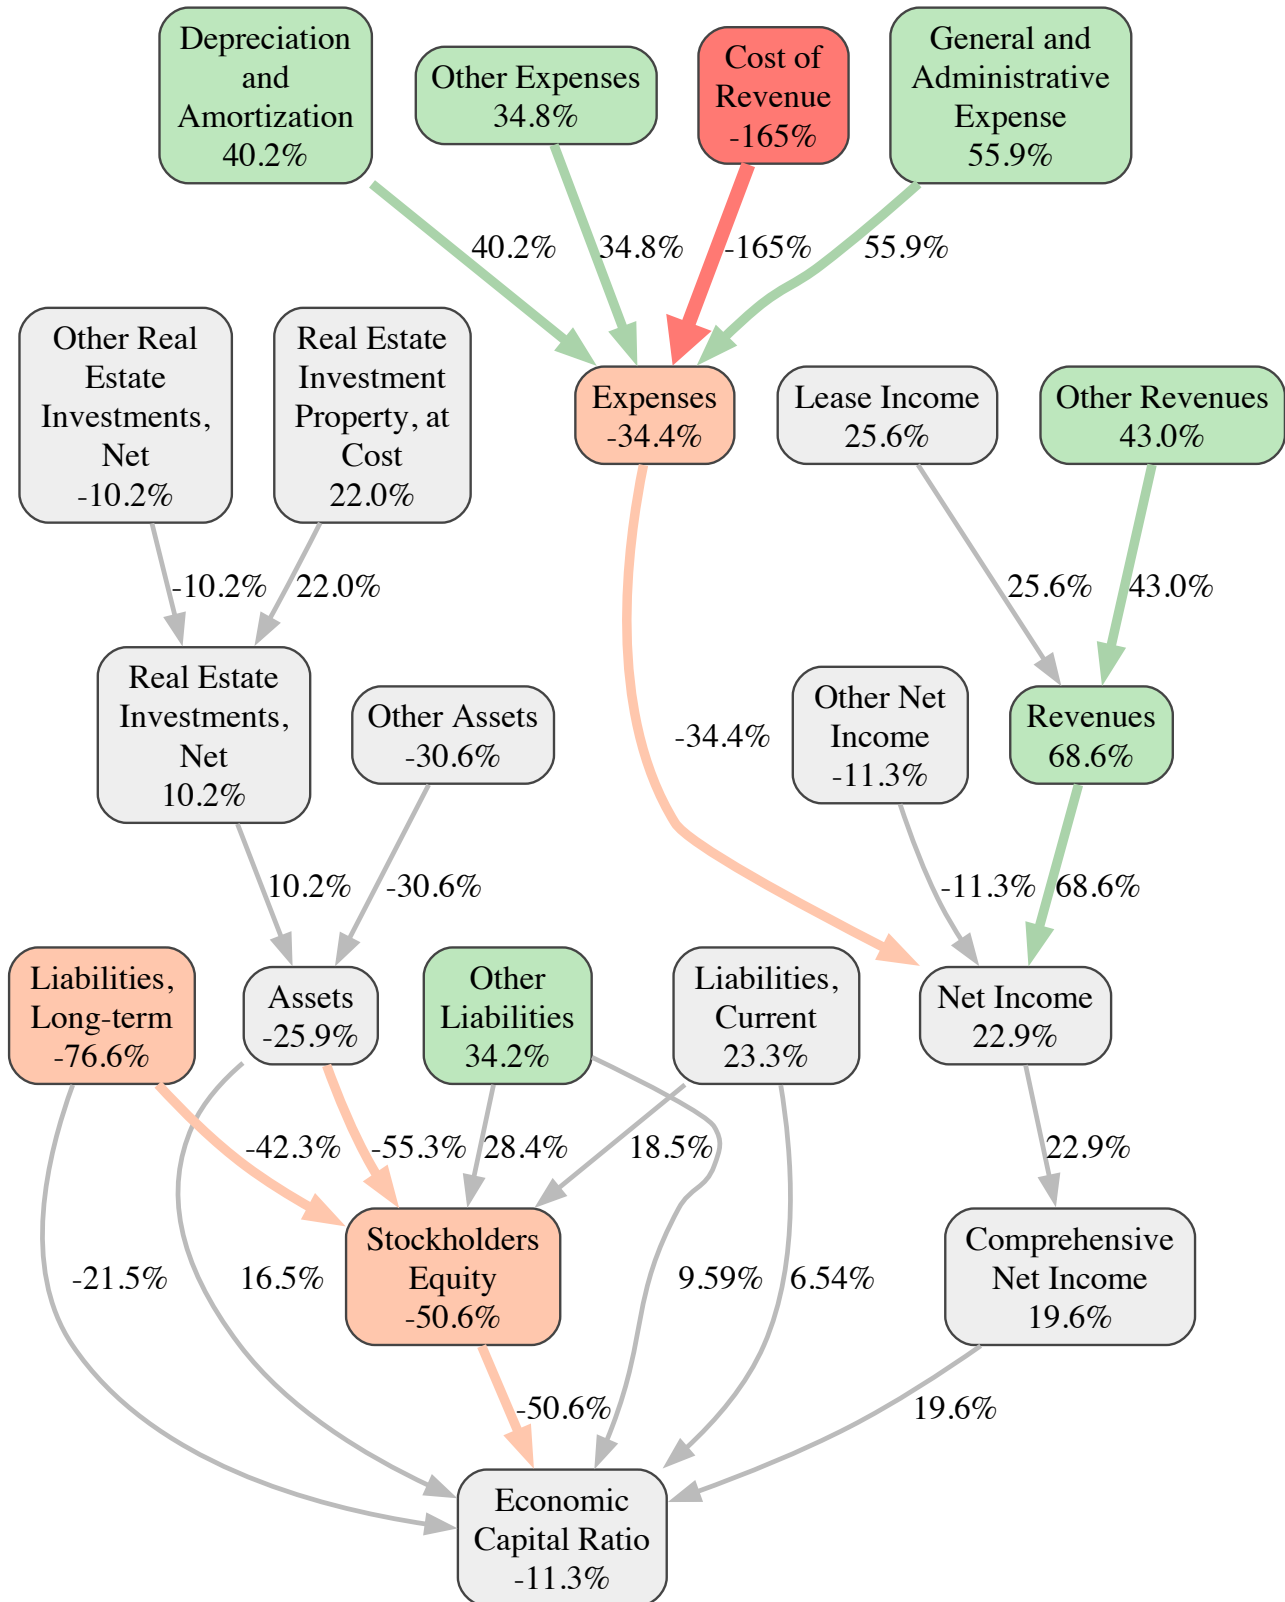 Depreciation
and
Amortization
40.2%
Other Expenses
34.8%
Cost of
Revenue
-165%
General and
Administrative
Expense
55.9%
40.2%
34.8%
-165%
55.9%
Other Real
Estate
Investments,
Net
-10.2%
Real Estate
Investment
Property, at
Cost
22.0%
Expenses
-34.4%
Lease Income
25.6%
Other Revenues
43.0%
-10.2%
22.0%
25.6%
43.0%
Real Estate
Investments,
Net
10.2%
Other Assets
-30.6%
-34.4%
Other Net
Income
-11.3%
Revenues
68.6%
10.2%
-30.6%
-11.3%
68.6%
Liabilities,
Long-term
-76.6%
Assets
-25.9%
Other
Liabilities
34.2%
Liabilities,
Current
23.3%
Net Income
22.9%
-42.3%
-55.3%
28.4%
18.5%
22.9%
-21.5%
16.5%
Stockholders
Equity
-50.6%
9.59%
6.54%
Comprehensive
Net Income
19.6%
-50.6%
19.6%
Economic
Capital Ratio
-11.3%